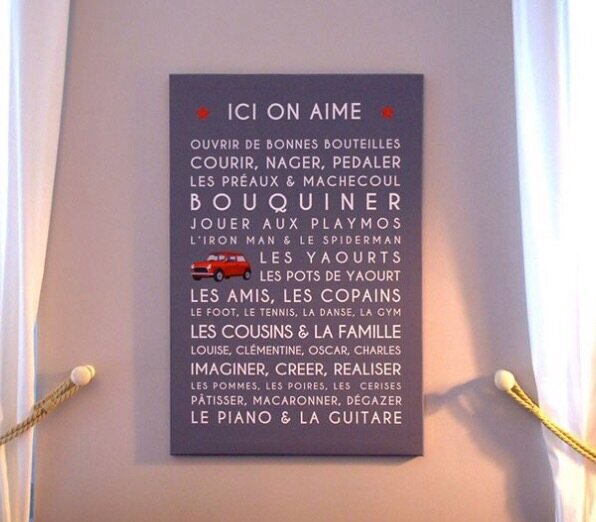 ICI ON AIME
OUVRIR DE BONNES BOUTEILLES
COURIR, NAGER, PEDALER
LES PRÉAUX & MACHECOUL
BOUQUINER
JOUER AUX PLAYMOS
L'IRON MAN & LE SPIDERMAN
LES YAOURTS
LES POTS DE YAOURT
LES AMIS, LES COPAINS
LE FOOT, LE TENNIS, LA DANSE, LA GYM
LES COUSINS & LA FAMILLE
LOUISE, CLÉMENTINE, OSCAR, CHARLES
IMAGINER, CREER, REALISER
LES POMMES, LES POIRES, LES CERISES
PÂTISSER, MACARONNER, DÉGAZER
LE PIANO & LA GUITARE